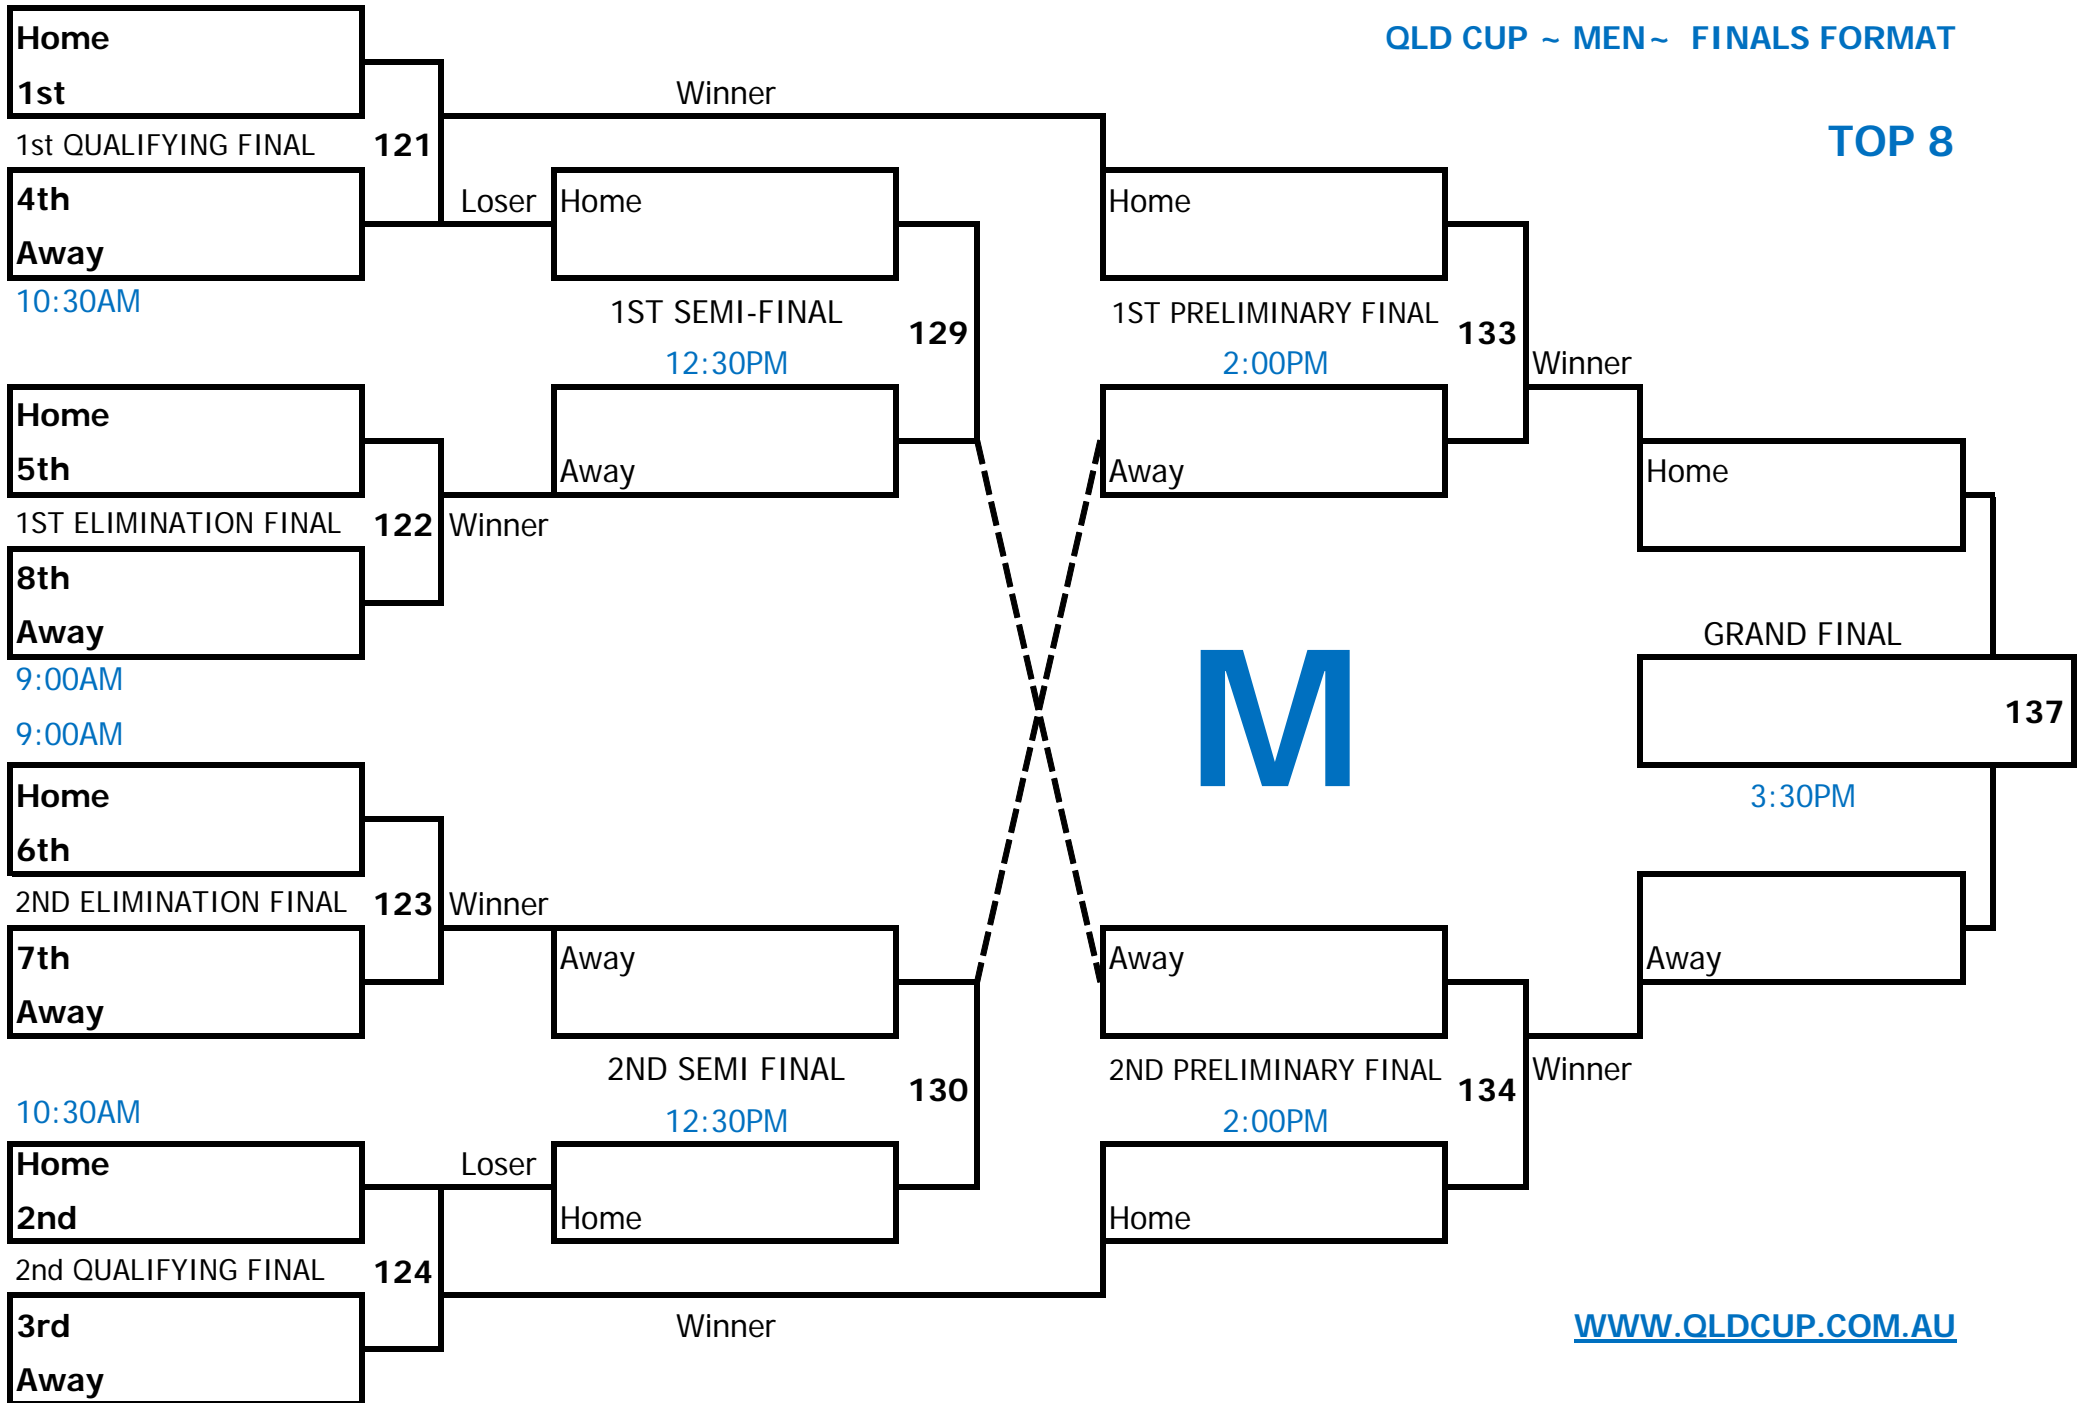 Home
QLD CUP ~ MEN~ FINALS FORMAT
1st
Winner
1st QUALIFYING FINAL 121
TOP 8
4th
Loser Home
Home
Away
10:30AM
1ST SEMI-FINAL 129
1ST PRELIMINARY FINAL 133
12:30PM
2:00PM
Winner
Home
5th
Away
Away
Home
1ST ELIMINATION FINAL 122 Winner
8th
Away
GRAND FINAL
9:00AM
M
137
9:00AM
Home
3:30PM
6th
2ND ELIMINATION FINAL 123 Winner
7th
Away
Away
Away
Away
2ND SEMI FINAL 130
2ND PRELIMINARY FINAL 134
Winner
10:30AM
12:30PM
2:00PM
Home
Loser
2nd
Home
Home
2nd QUALIFYING FINAL 124
3rd
Winner
WWW.QLDCUP.COM.AU
Away